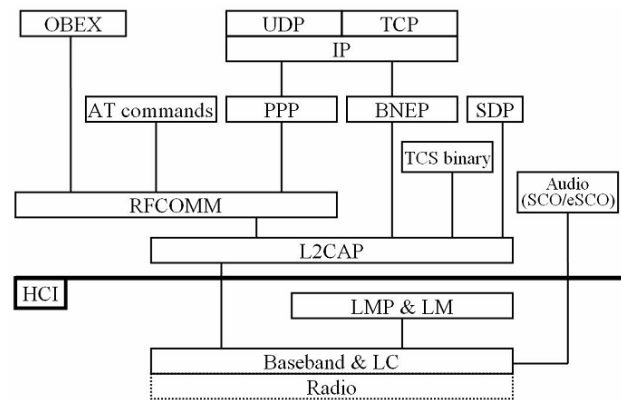 OBEX
UDP TCP
IP
AT commands
PPP
BNEP
SDP
TCS binary
Audio
(SCO/eSCO)
RFCOMM
L2CAP
HCI
LMP & LM
Baseband & LC
Radio